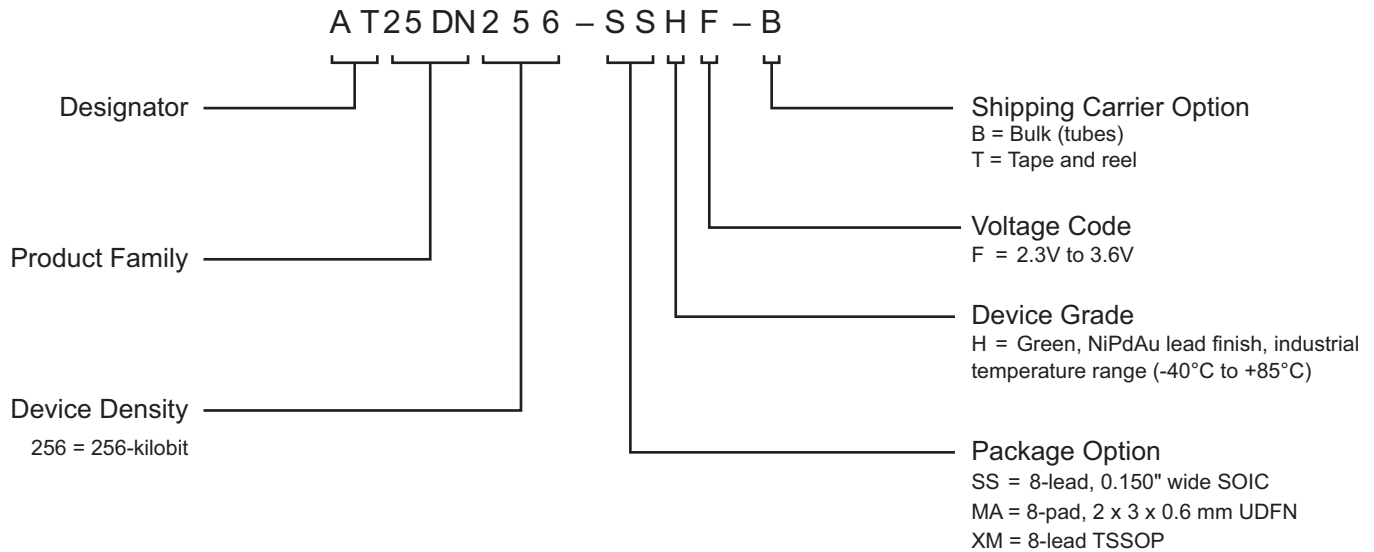 AT25DN256 – SSHF – B
Designator
Product Family
Device Density
256 = 256-kilobit
Shipping Carrier Option
B = Bulk (tubes)
T = Tape and reel
Voltage Code
F = 2.3V to 3.6V
Device Grade
H = Green, NiPdAu lead finish, industrial
temperature range (-40°C to +85°C)
Package Option
SS = 8-lead, 0.150" wide SOIC
MA = 8-pad, 2 x 3 x 0.6 mm UDFN
XM = 8-lead TSSOP